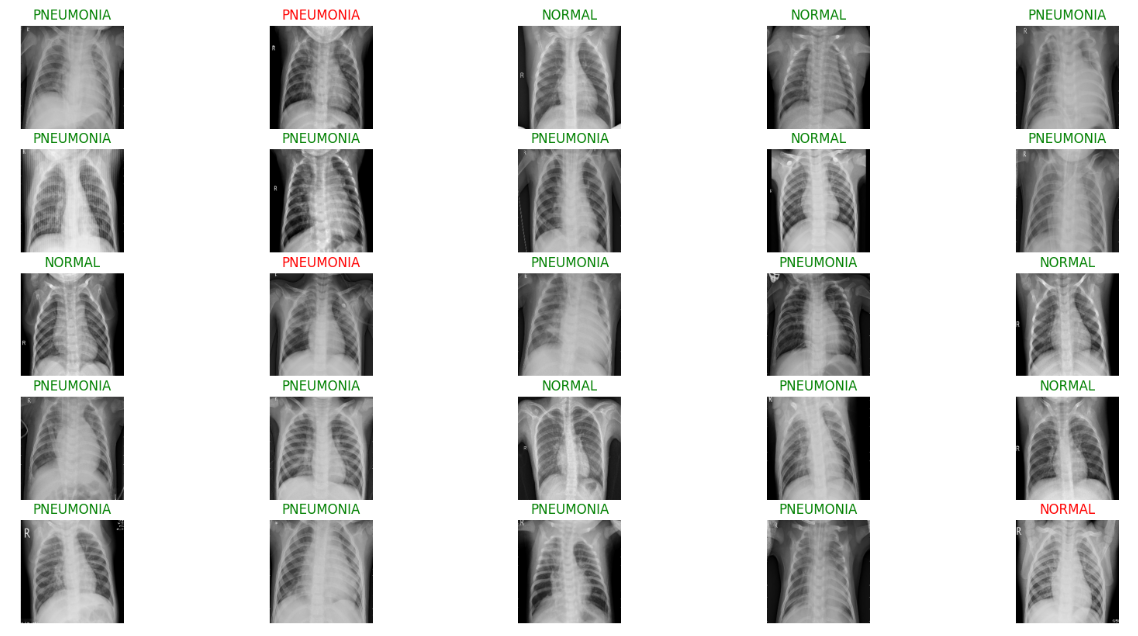 PNEUMONIA PNEUMONIA NORMAL NORMAL PNEUMONIA
R R R
PNEUMONIA PNEUMONIA PNEUMONIA NORMAL PNEUMONIA
R
NORMAL PNEUMONIA PNEUMONIA PNEUMONIA NORMAL
R R
PNEUMONIA PNEUMONIA NORMAL PNEUMONIA NORMAL
R R
PNEUMONIA PNEUMONIA PNEUMONIA PNEUMONIA NORMAL
R R R